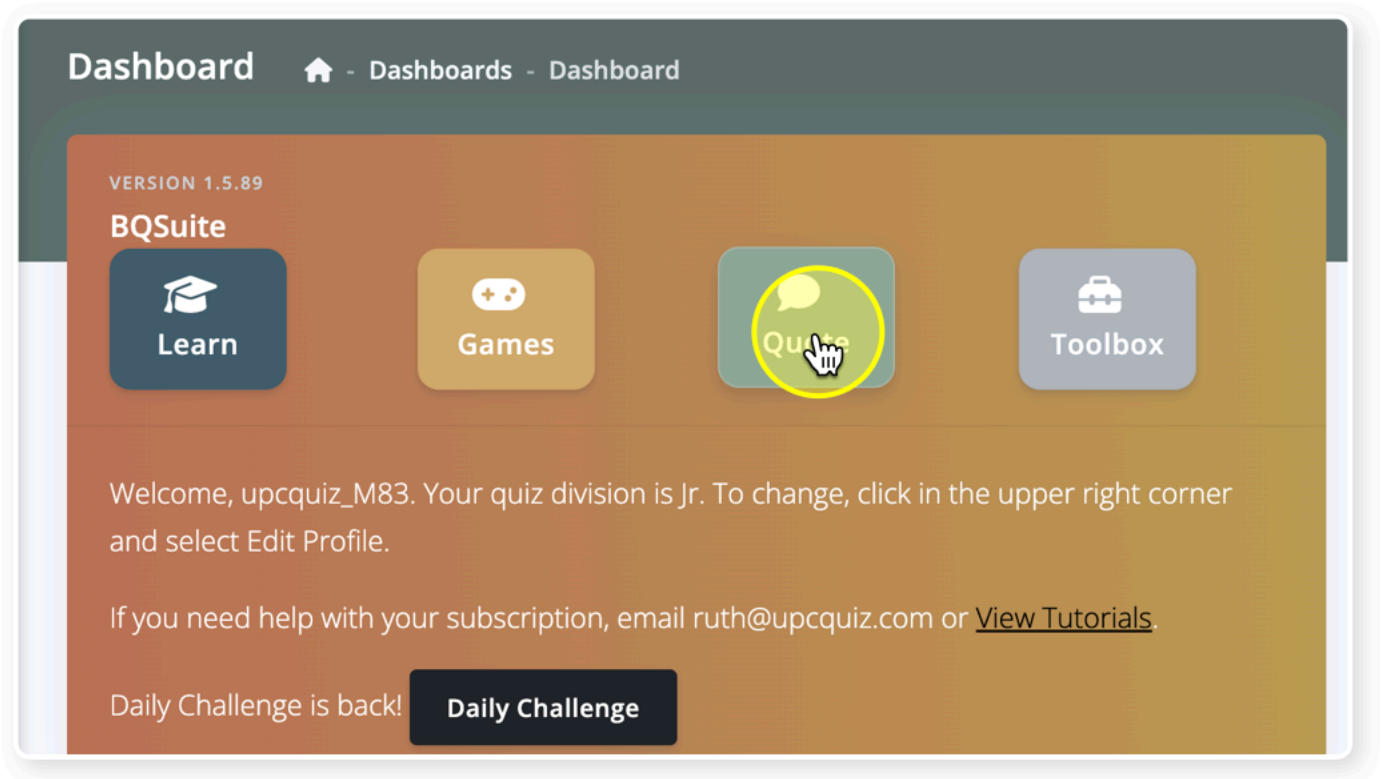 Dashboard - Dashboards - Dashboard
VERSION 1.5.89
BQSuite
Learn Games Quote Toolbox
Welcome, upcquiz_M83. Your quiz division is Jr. To change, click in the upper right corner
and select Edit Profile.
If you need help with your subscription, email ruth@upcquiz.com or View Tutorials.
Daily Challenge is back! Daily Challenge